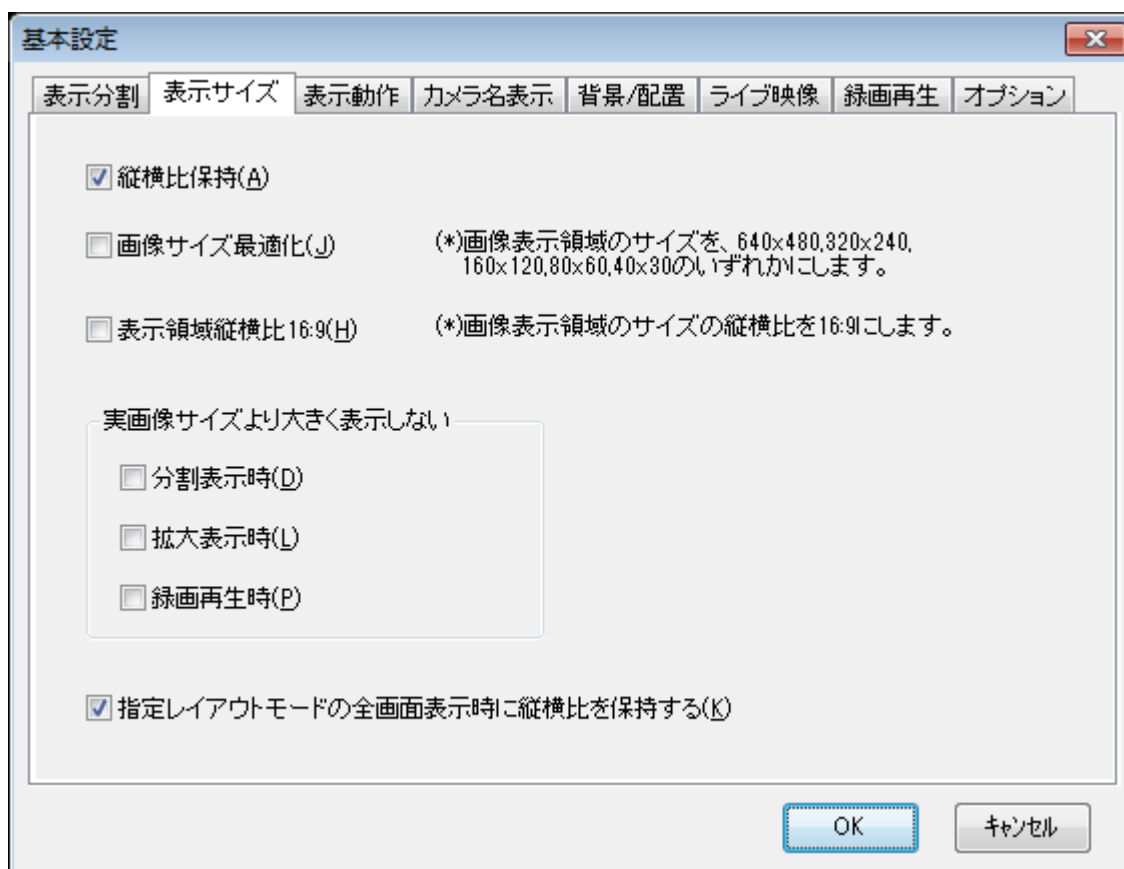 基本設定
表示分割 表示サイズ 表示動作 カメラ名表示 背景/配置 ライブ映像 録画再生 オプション
縦横比保持(A)
画像サイズ最適化(J) (*)画像表示領域のサイズを、640x480,320x240,
160x120,80x60,40x30のいずれかにします。
表示領域縦横比16:9(H) (*)画像表示領域のサイズの縦横比を16:9にします。
実画像サイズより大きく表示しない
分割表示時(D)
拡大表示時(L)
録画再生時(P)
指定レイアウトモードの全画面表示時に縦横比を保持する(K)
OK キャンセル